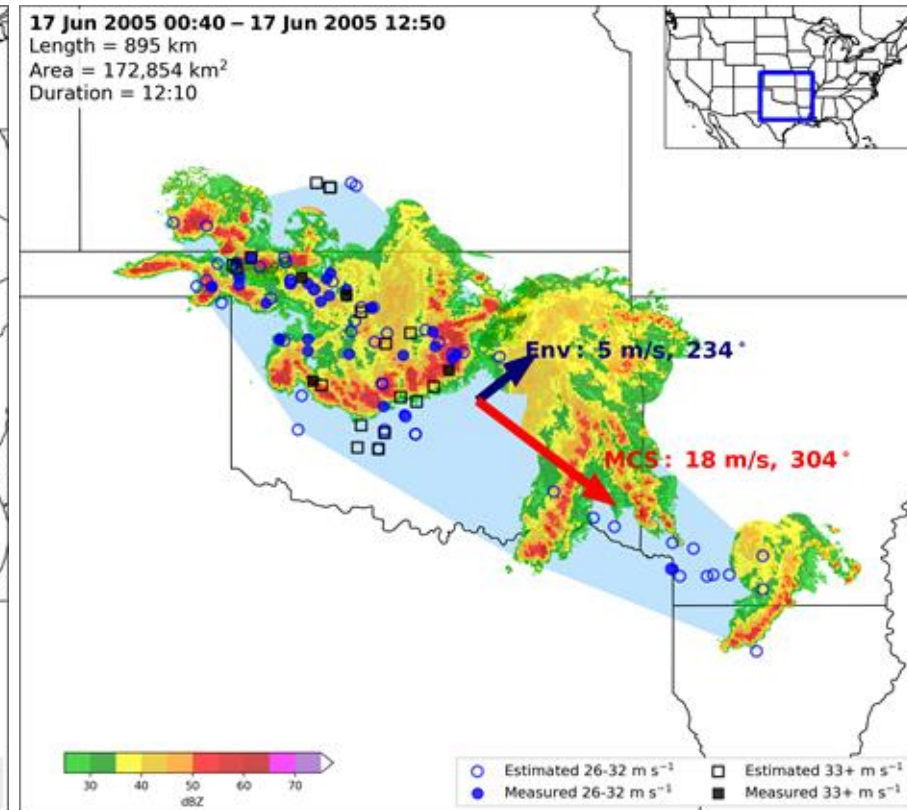 17 Jun 2005 00:40 – 17 Jun 2005 12:50
Length = 895 km
Area = 172,854 km²
Duration = 12:10
Env: 5 m/s, 234°
MCS: 18 m/s, 304°
30 40 50 60 70
dBZ
Estimated 26-32 m s⁻¹
Measured 26-32 m s⁻¹
Estimated 33+ m s⁻¹
Measured 33+ m s⁻¹